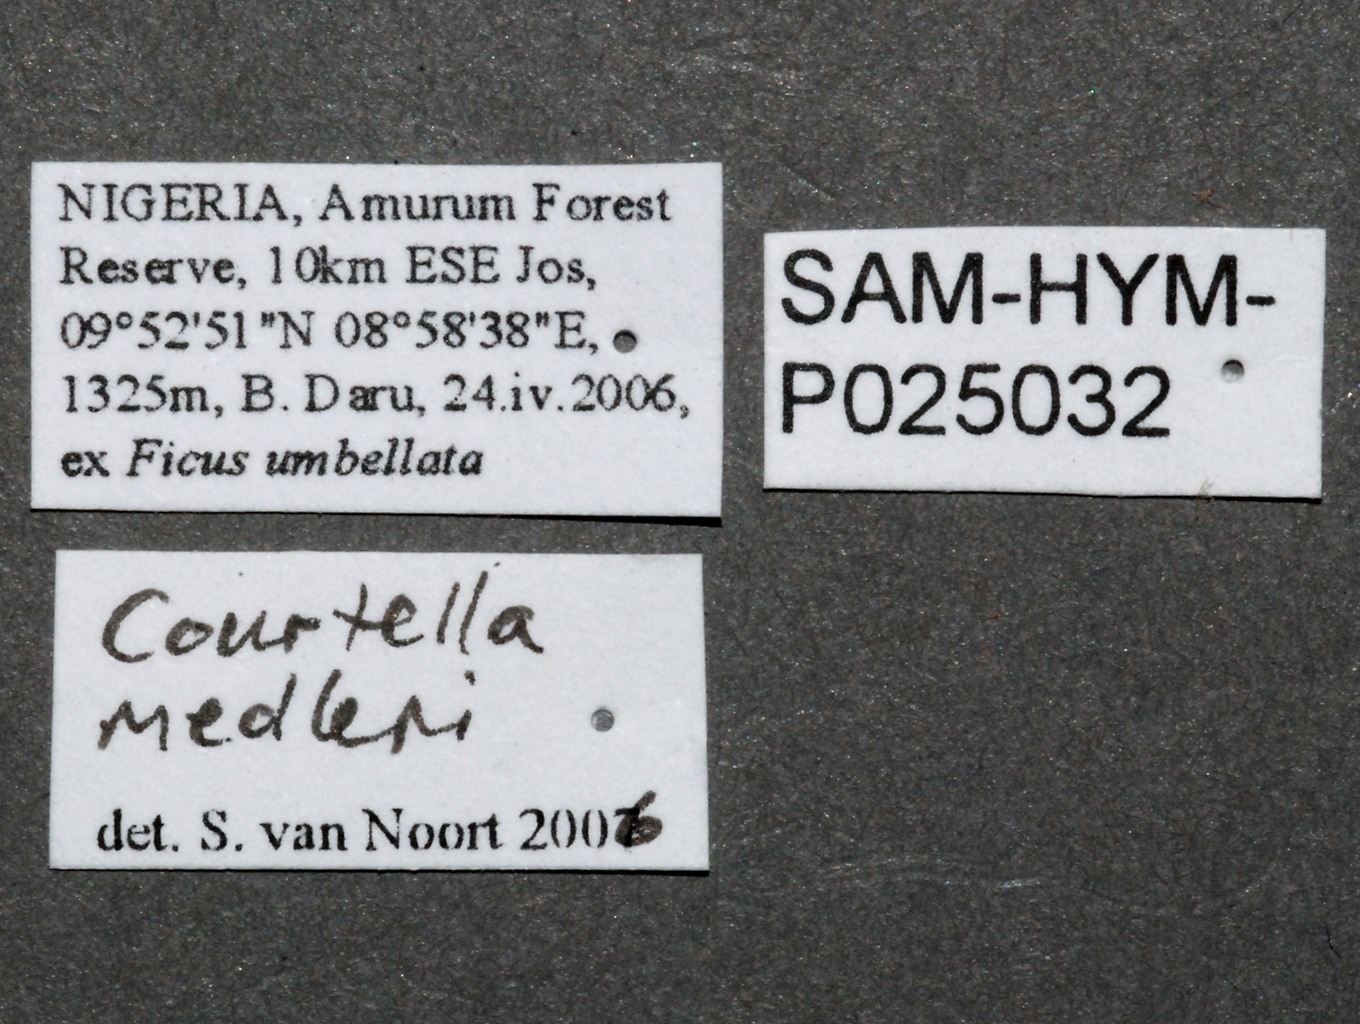 NIGERIA, Amurum Forest
Reserve, 10km ESE Jos,
09°52'51"N 08°58'38"E,
1325m, B. Daru, 24.iv.2006,
ex Ficus umbellata
SAM-HYM-
P025032
Courtella
medleri
det. S. van Noort 2006